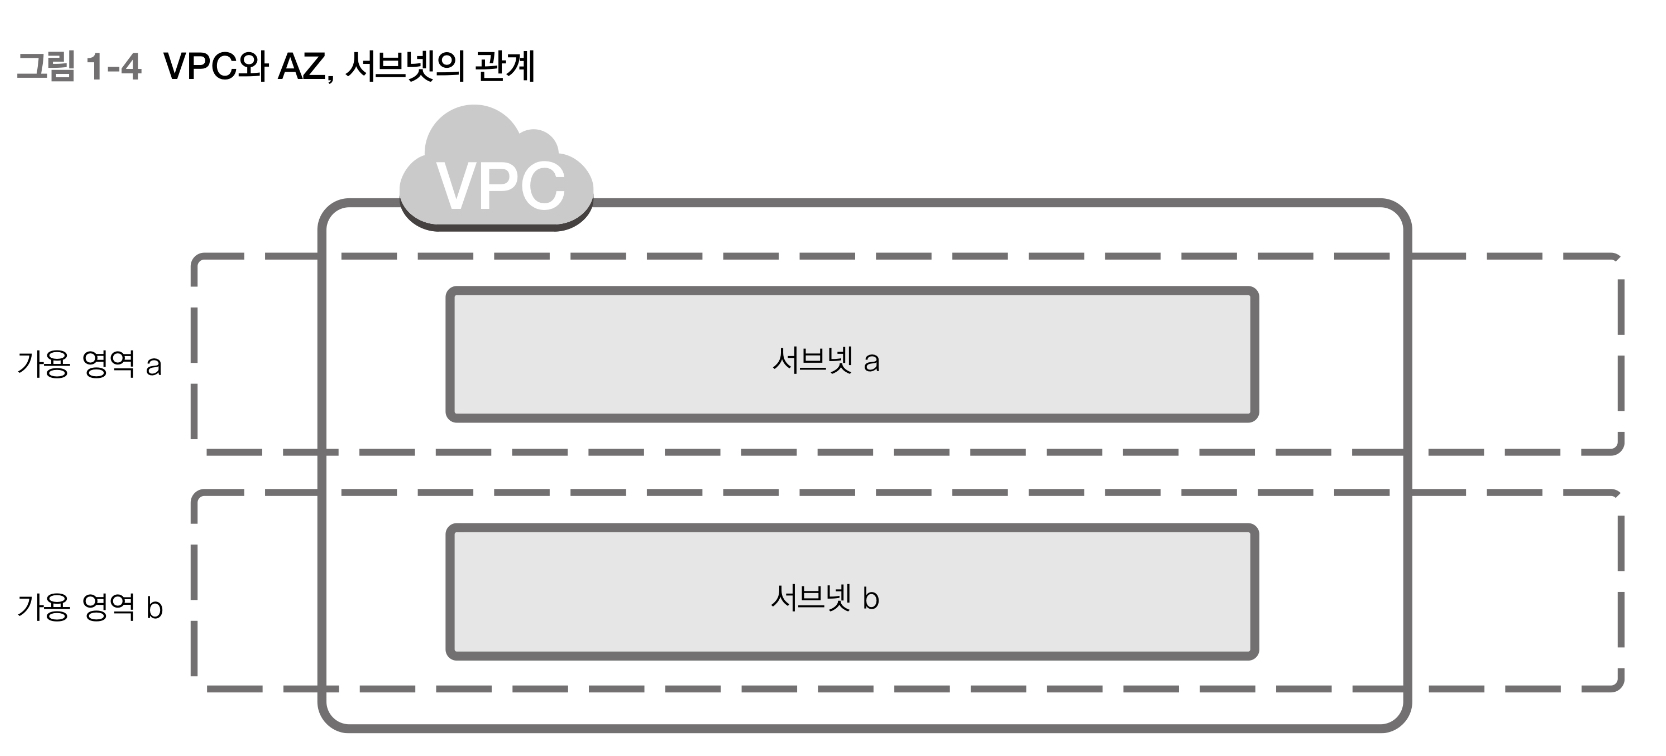 그림 1-4 VPC와 AZ, 서브넷의 관계
VPC
가용 영역 a
서브넷 a
가용 영역 b
서브넷 b